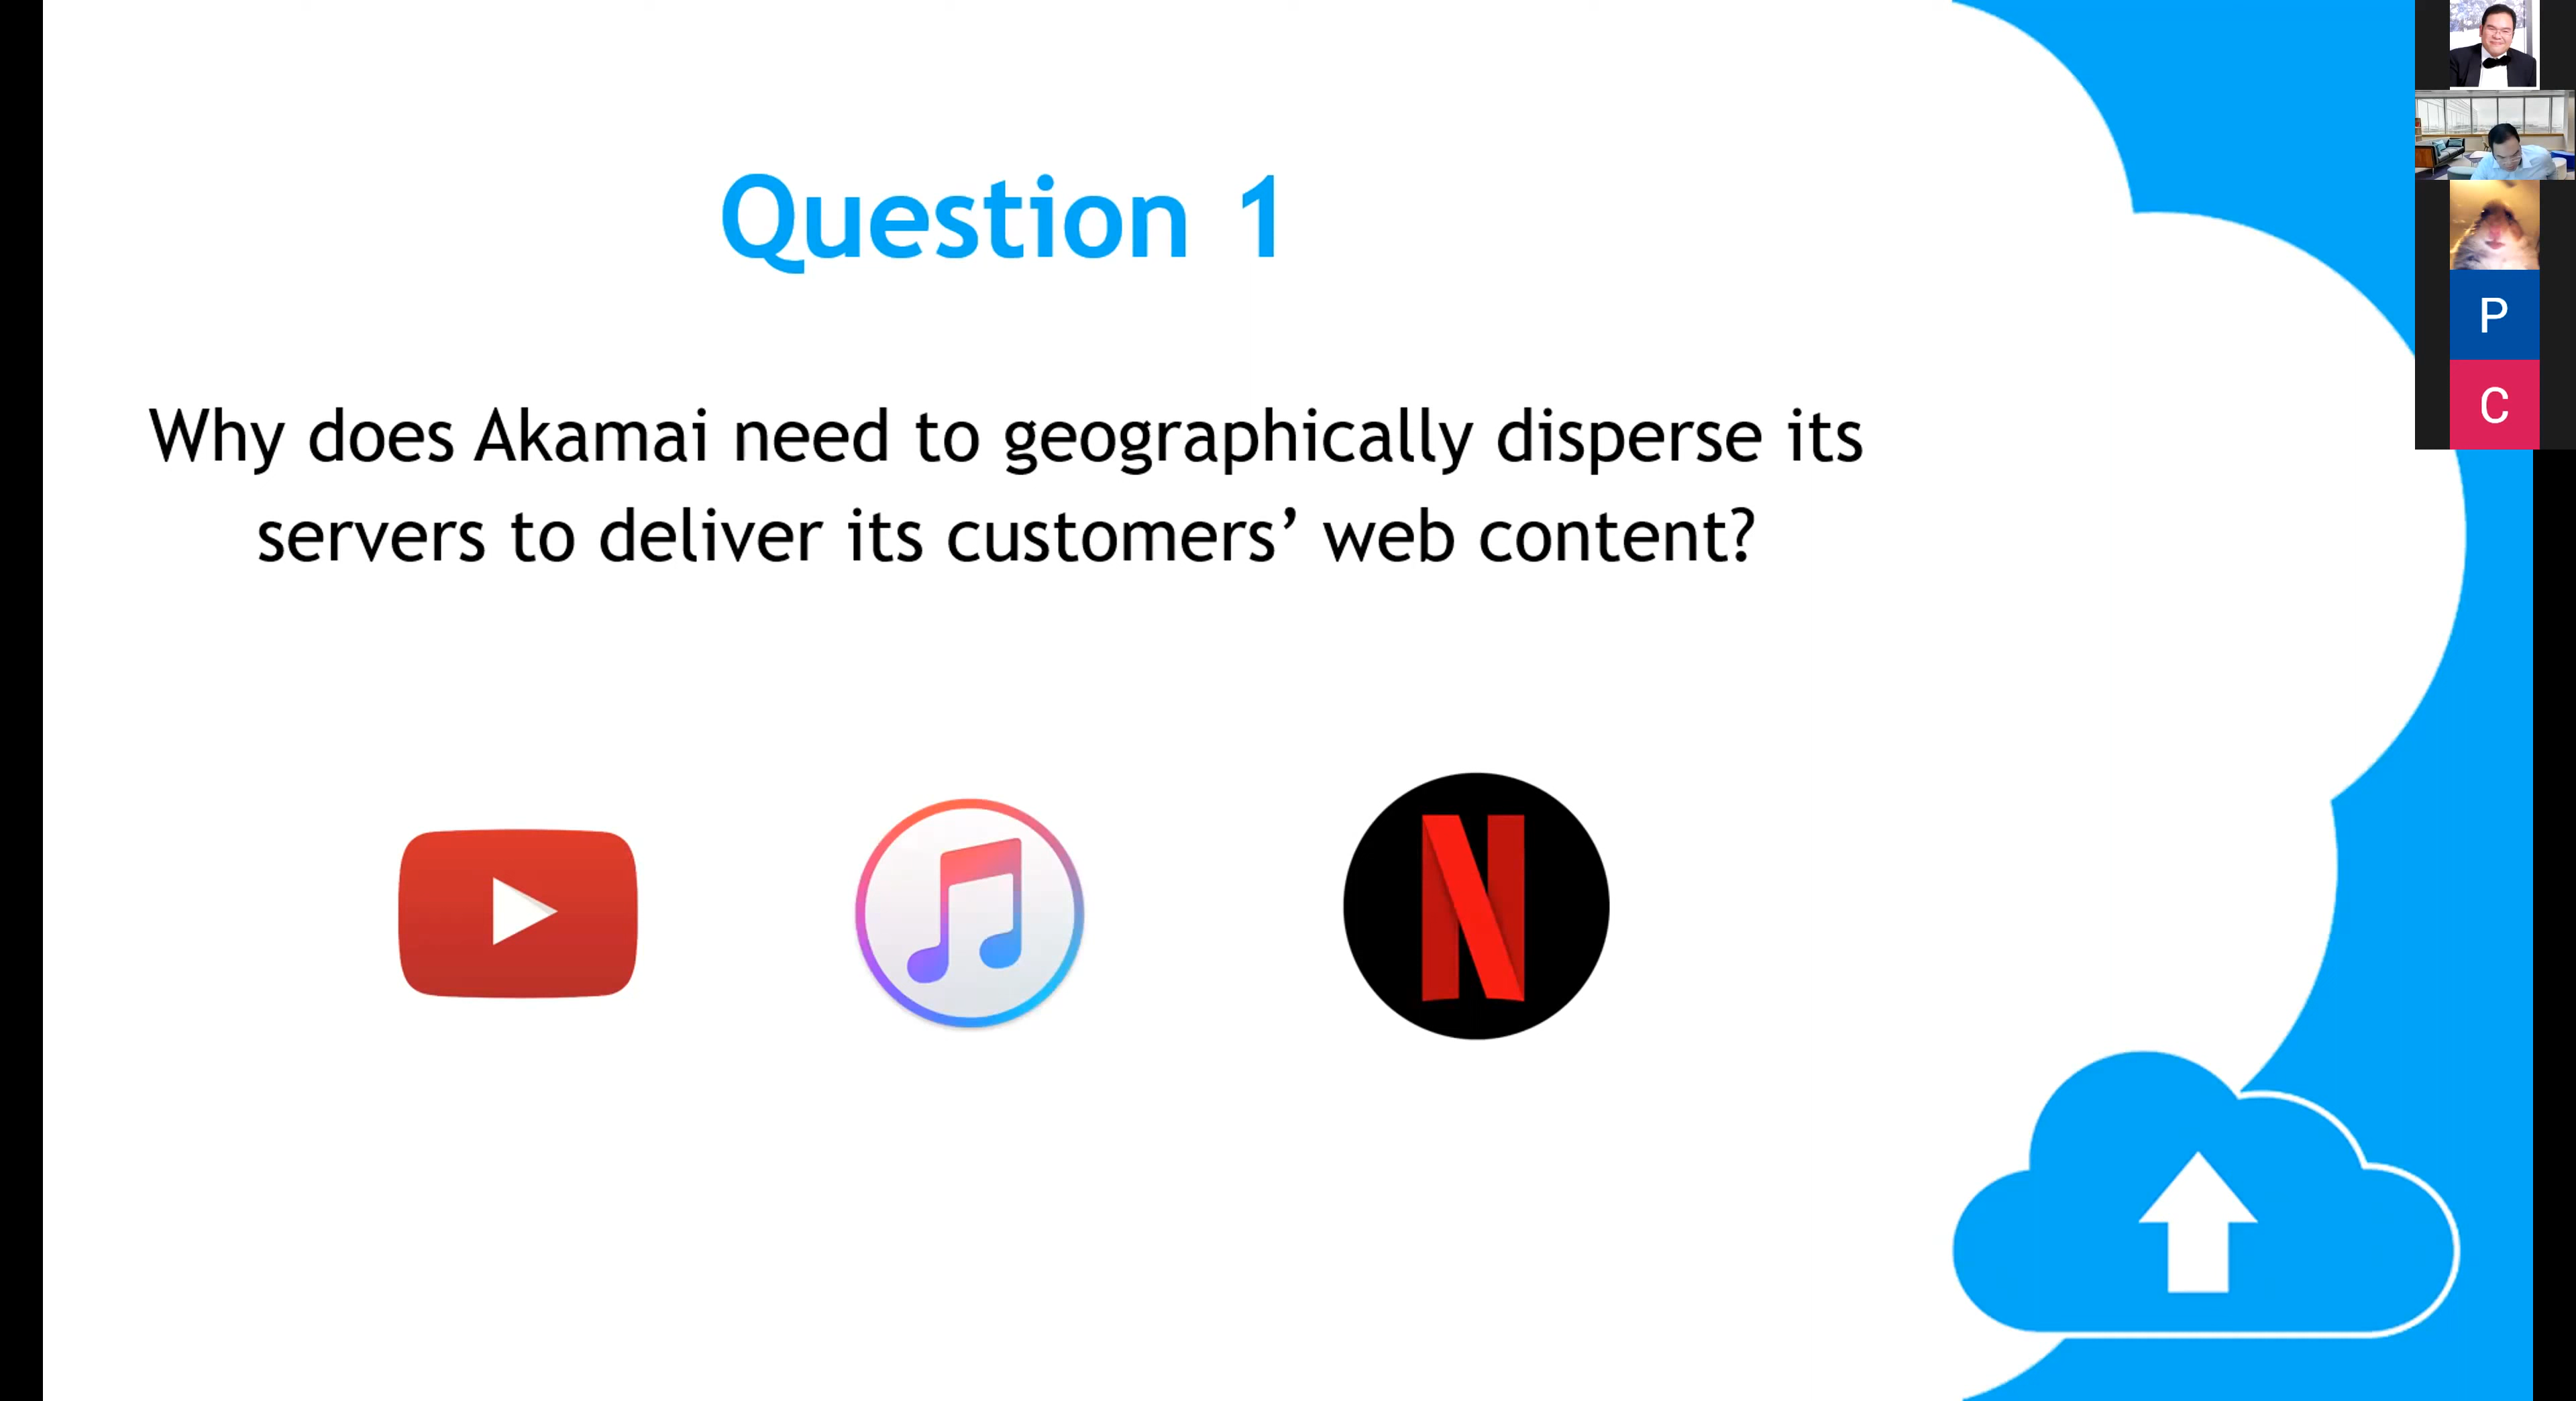 Question 1
Why does Akamai need to geographically disperse its
servers to deliver its customers’ web content?
N
P
C